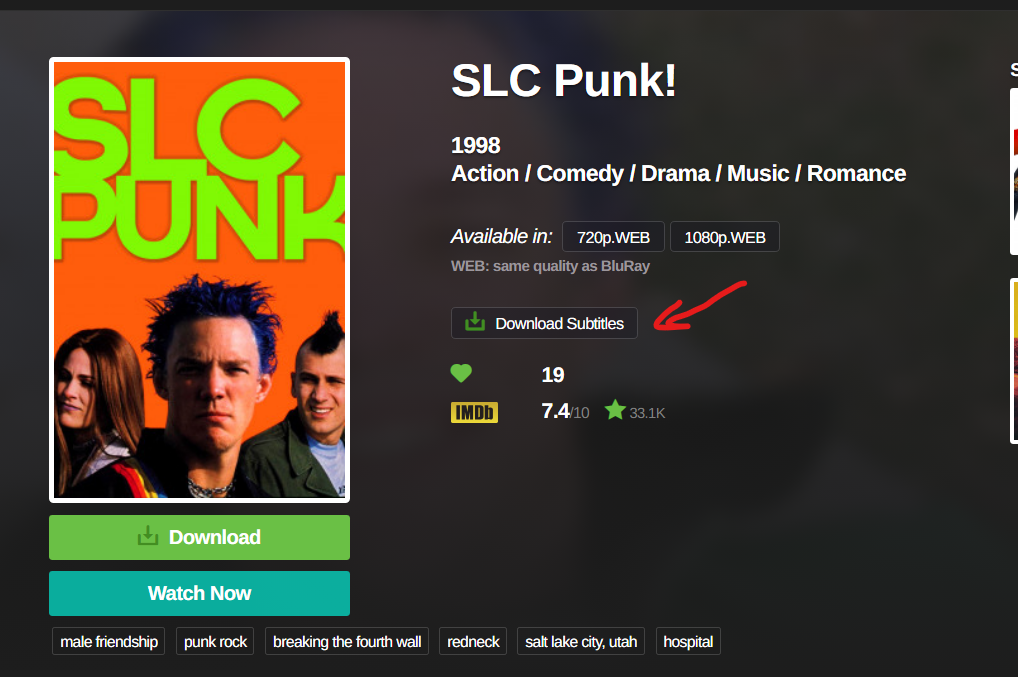 SLC
PUNK
SLC Punk!
1998
Action / Comedy / Drama / Music / Romance
Available in: 720p.WEB 1080p.WEB
WEB: same quality as BluRay
Download Subtitles
19
IMDb 7.4/10 33.1K
Download
Watch Now
male friendship punk rock breaking the fourth wall redneck salt lake city, utah hospital